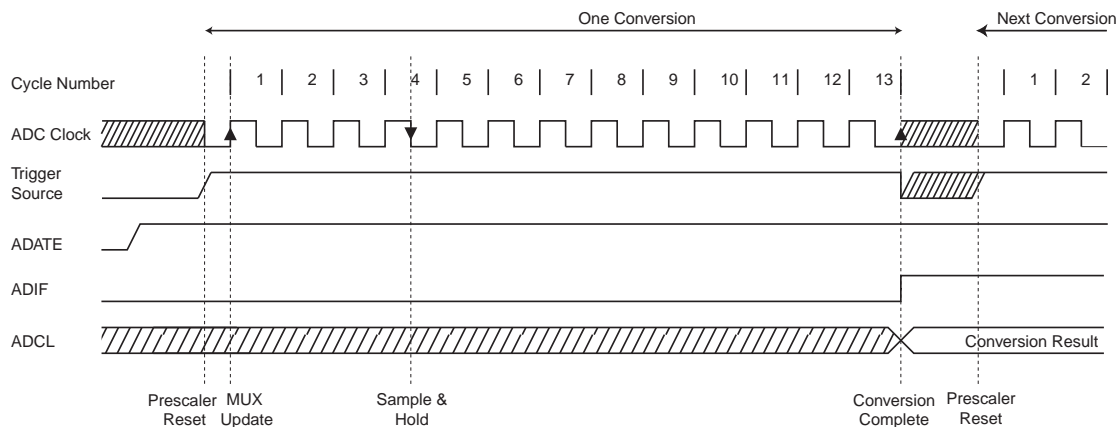 One Conversion
Next Conversion
Cycle Number
1 2 3 4 5 6 7 8 9 10 11 12 13 1 2
ADC Clock
Trigger
Source
ADATE
ADIF
ADCL
Conversion Result
Prescaler
Reset
MUX
Update
Sample &
Hold
Conversion
Complete
Prescaler
Reset